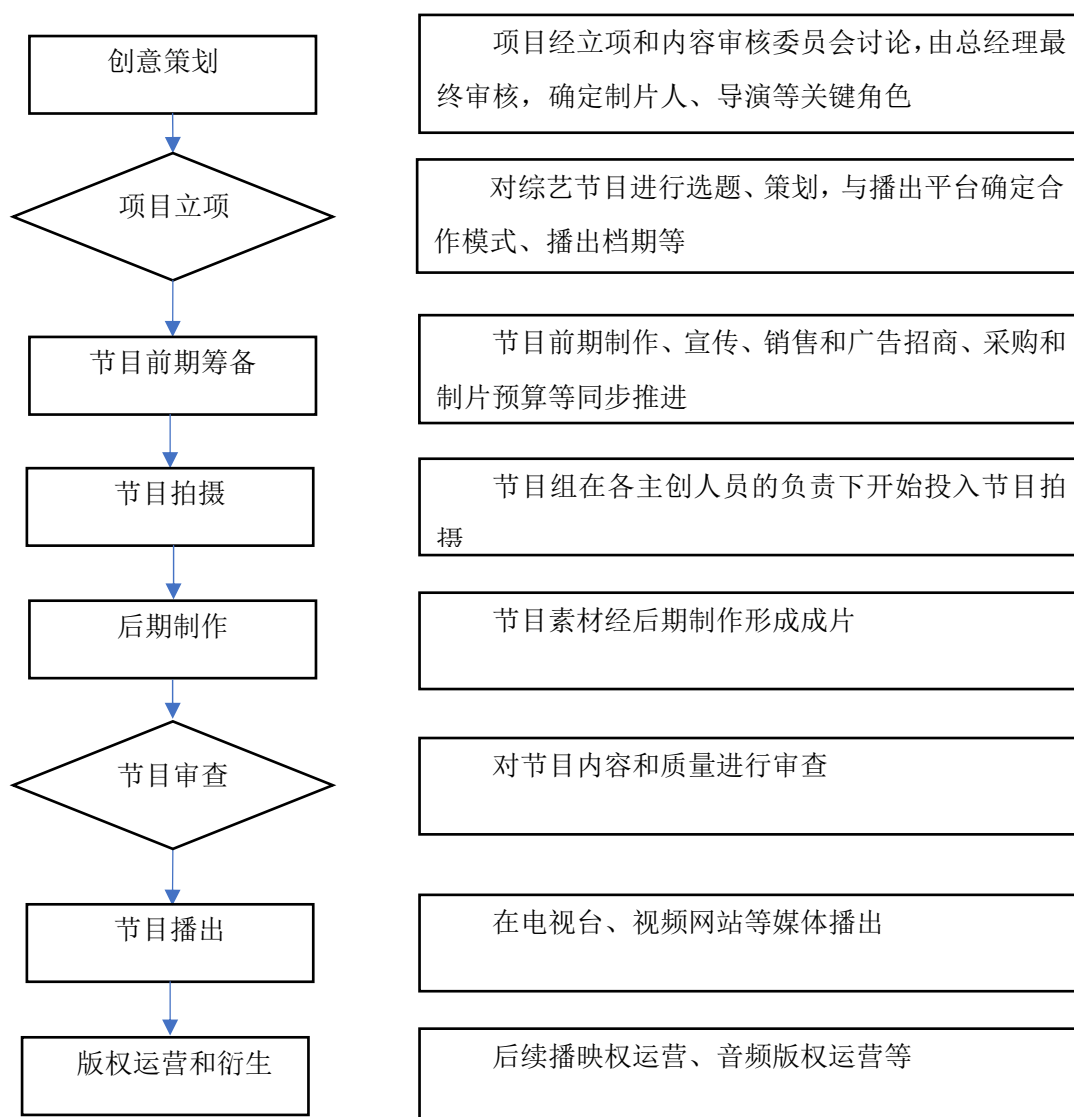 创意策划
项目经立项和内容审核委员会讨论，由总经理最
终审核，确定制片人、导演等关键角色
项目立项
对综艺节目进行选题、策划，与播出平台确定合
作模式、播出档期等
节目前期筹备
节目前期制作、宣传、销售和广告招商、采购和
制片预算等同步推进
节目拍摄
节目组在各主创人员的负责下开始投入节目拍
摄
后期制作
节目素材经后期制作形成成片
节目审查
对节目内容和质量进行审查
节目播出
在电视台、视频网站等媒体播出
版权运营和衍生
后续播映权运营、音频版权运营等